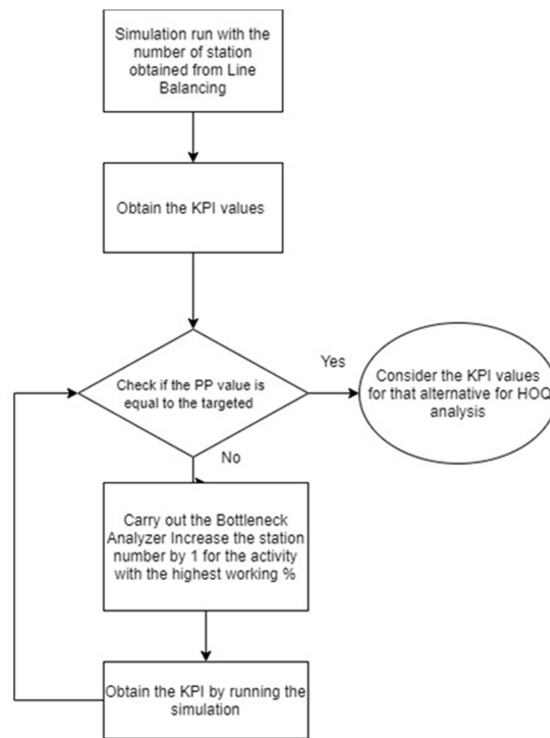 Simulation run with the
number of station
obtained from Line
Balancing
Obtain the KPI values
Check if the PP value is
equal to the targeted
Yes
Consider the KPI values
for that alternative for HOQ
analysis
No
Carry out the Bottleneck
Analyzer Increase the station
number by 1 for the activity
with the highest working %
Obtain the KPI by running the
simulation